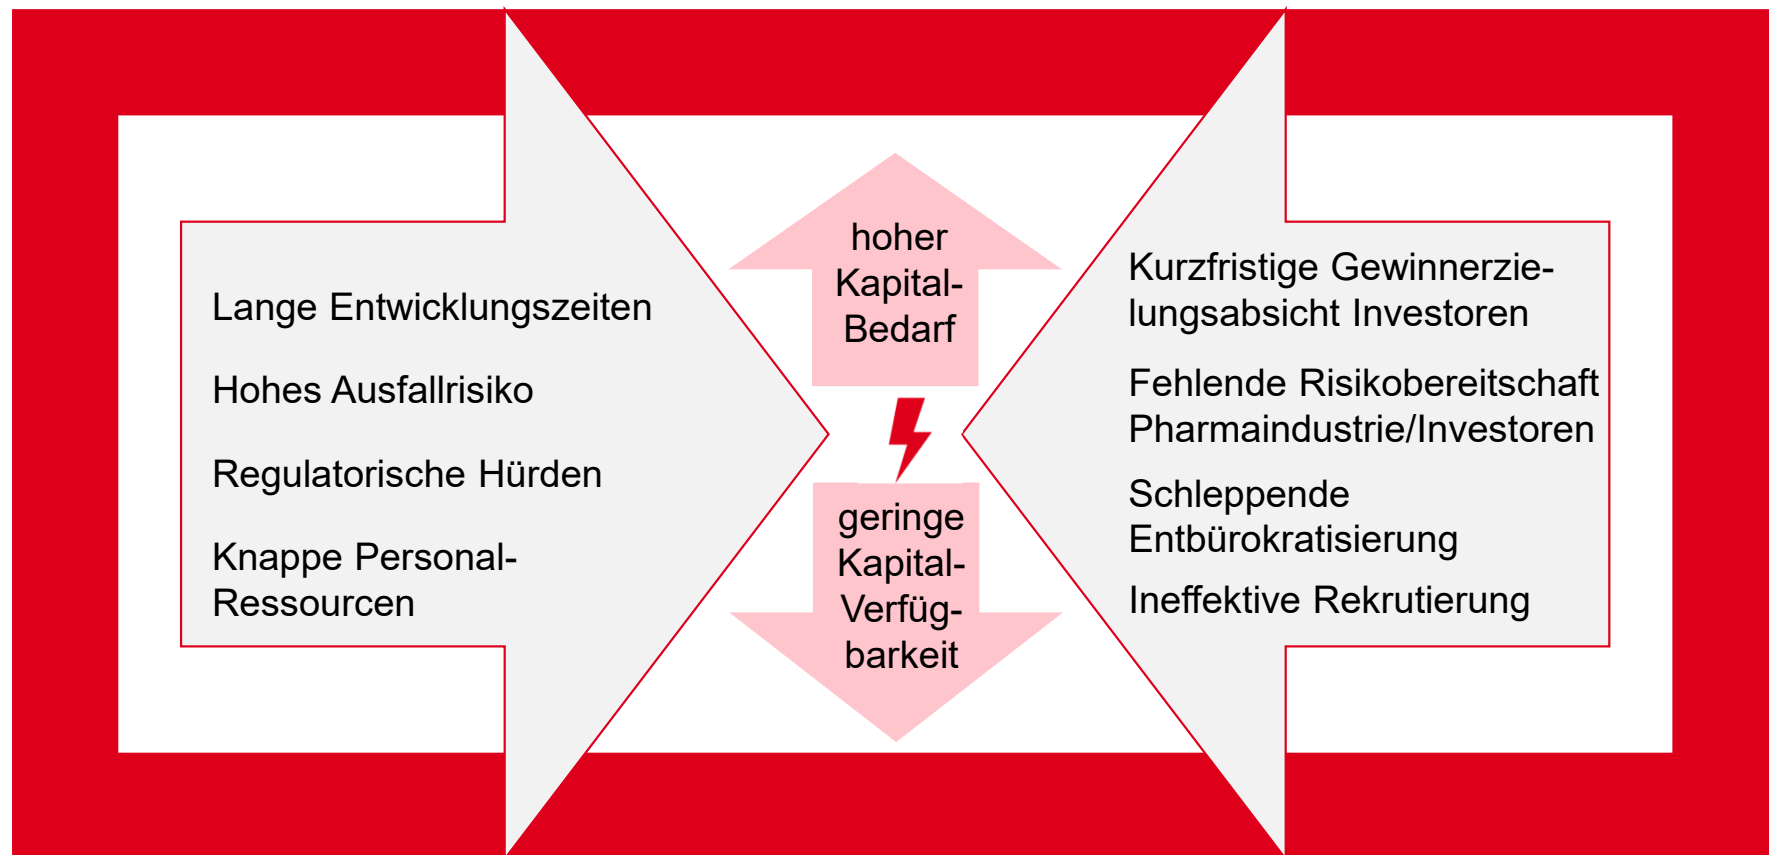 Lange Entwicklungszeiten
Hohes Ausfallrisiko
Regulatorische Hürden
Knappe Personal-
Ressourcen
hoher
Kapital-
Bedarf
geringe
Kapital-
Verfüg-
barkeit
Kurzfristige Gewinnerzie-
lungsabsicht Investoren
Fehlende Risikobereitschaft
Pharmaindustrie/Investoren
Schleppende
Entbürokratisierung
Ineffektive Rekrutierung